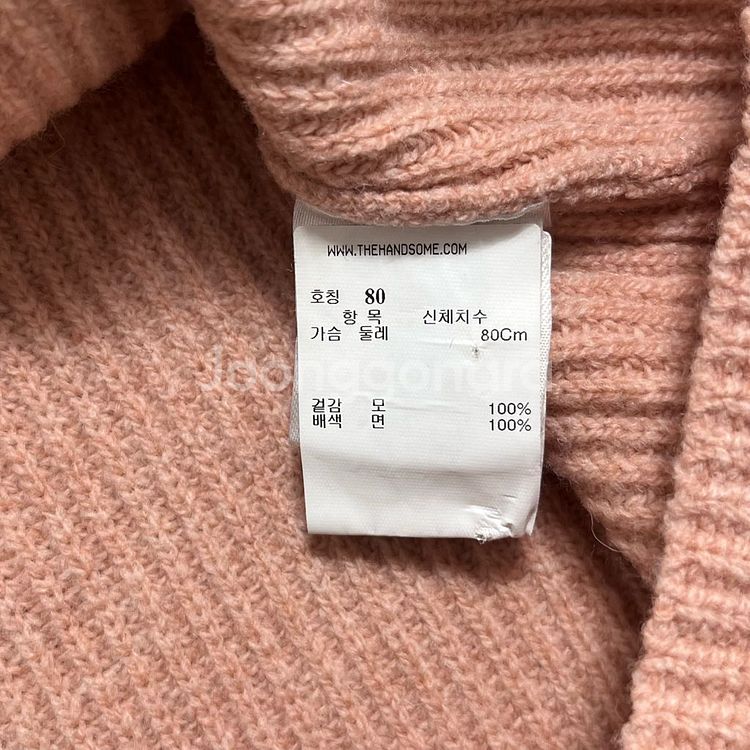 WWW.THEHANDSOME.COM
호칭 80
항 목 신체치수
가슴 둘레 80Cm
Joonggonara
겉감 모 100%
배색 면 100%